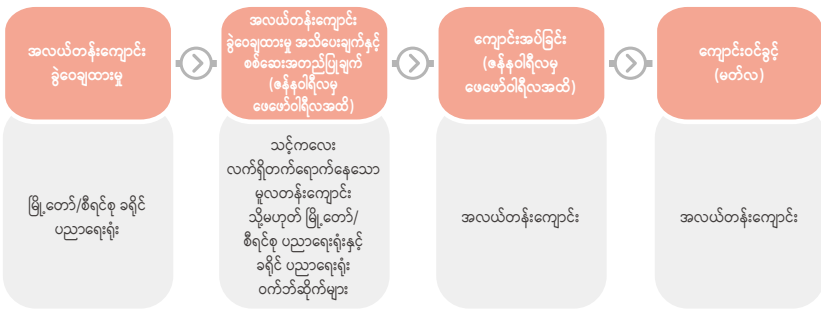 အလယ်တန်းကျောင်း
ခွဲဝေချထားမှု
မြို့တော်/စီရင်စု ခရိုင်
ပညာရေးရုံး
အလယ်တန်းကျောင်း
ခွဲဝေချထားမှု အသိပေးချက်နှင့်
စစ်ဆေးအတည်ပြုချက်
(ဇန်နဝါရီလမှ
ဖေဖော်ဝါရီလအထိ)
သင့်ကလေး
လက်ရှိတက်ရောက်နေသော
မူလတန်းကျောင်း
သို့မဟုတ် မြို့တော်/
စီရင်စု ပညာရေးရုံးနှင့်
ခရိုင် ပညာရေးရုံး
ဝက်ဘ်ဆိုက်များ
ကျောင်းအပ်ခြင်း
(ဇန်နဝါရီလမှ
ဖေဖော်ဝါရီလအထိ)
အလယ်တန်းကျောင်း
ကျောင်းဝင်ခွင့်
(မတ်လ)
အလယ်တန်းကျောင်း